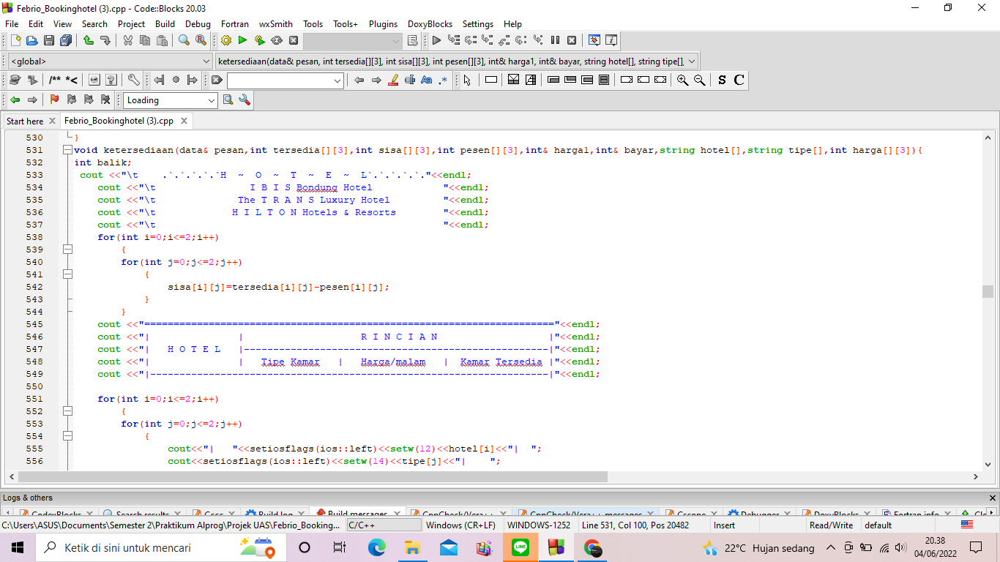 Febrio_Bookinghotel (3).cpp - Code::Blocks 20.03
File Edit View Search Project Build Debug Fortran wxSmith Tools Tools+ Plugins DoxyBlocks Settings Help
<global> ketersediaan(data& pesan, int tersedia[][3], int sisa[][3], int pesen[][3], int& harga1, int& bayar, string hotel[], string tipe[],
/** *< Aa .* S C
Loading
Start here Febrio_Bookinghotel (3).cpp
530 }
531 void ketersediaan(data& pesan,int tersedia[][3],int sisa[][3],int pesen[][3],int& harga1,int& bayar,string hotel[],string tipe[],int harga[][3]){
532 int balik;
533 cout <<"\t    .`.`.`.`.`H  ~  O  ~  T  ~  E  ~  L`.`.`.`.`."<<endl;
534 cout <<"\t                I B I S Bondung Hotel            "<<endl;
535 cout <<"\t              The T R A N S Luxury Hotel         "<<endl;
536 cout <<"\t             H I L T O N Hotels & Resorts        "<<endl;
537 cout <<"\t                                                 "<<endl;
538 for(int i=0;i<=2;i++)
539 {
540 for(int j=0;j<=2;j++)
541 {
542 sisa[i][j]=tersedia[i][j]-pesen[i][j];
543 }
544 }
545 cout <<"======================================================================"<<endl;
546 cout <<"|               |                    R I N C I A N                   |"<<endl;
547 cout <<"|   H O T E L   |----------------------------------------------------|"<<endl;
548 cout <<"|               |   Tipe Kamar   |   Harga/malam   |  Kamar Tersedia |"<<endl;
549 cout <<"|--------------------------------------------------------------------|"<<endl;
550
551 for(int i=0;i<=2;i++)
552 {
553 for(int j=0;j<=2;j++)
554 {
555 cout<<"|   "<<setiosflags(ios::left)<<setw(12)<<hotel[i]<<"|  ";
556 cout<<setiosflags(ios::left)<<setw(14)<<tipe[j]<<"|    ";
Logs & others
Code::Blocks Search results Cccc Build log Build messages CppCheck/Vera++ CppCheck/Vera++ messages Cscope Debugger DoxyBlocks Fortran info
C:\Users\ASUS\Documents\Semester 2\Praktikum Alprog\Projek UAS\Febrio_Booking... C/C++ Windows (CR+LF) WINDOWS-1252 Line 531, Col 100, Pos 20482 Insert Read/Write default
Ketik di sini untuk mencari LINE 22°C Hujan sedang 20.38
04/06/2022